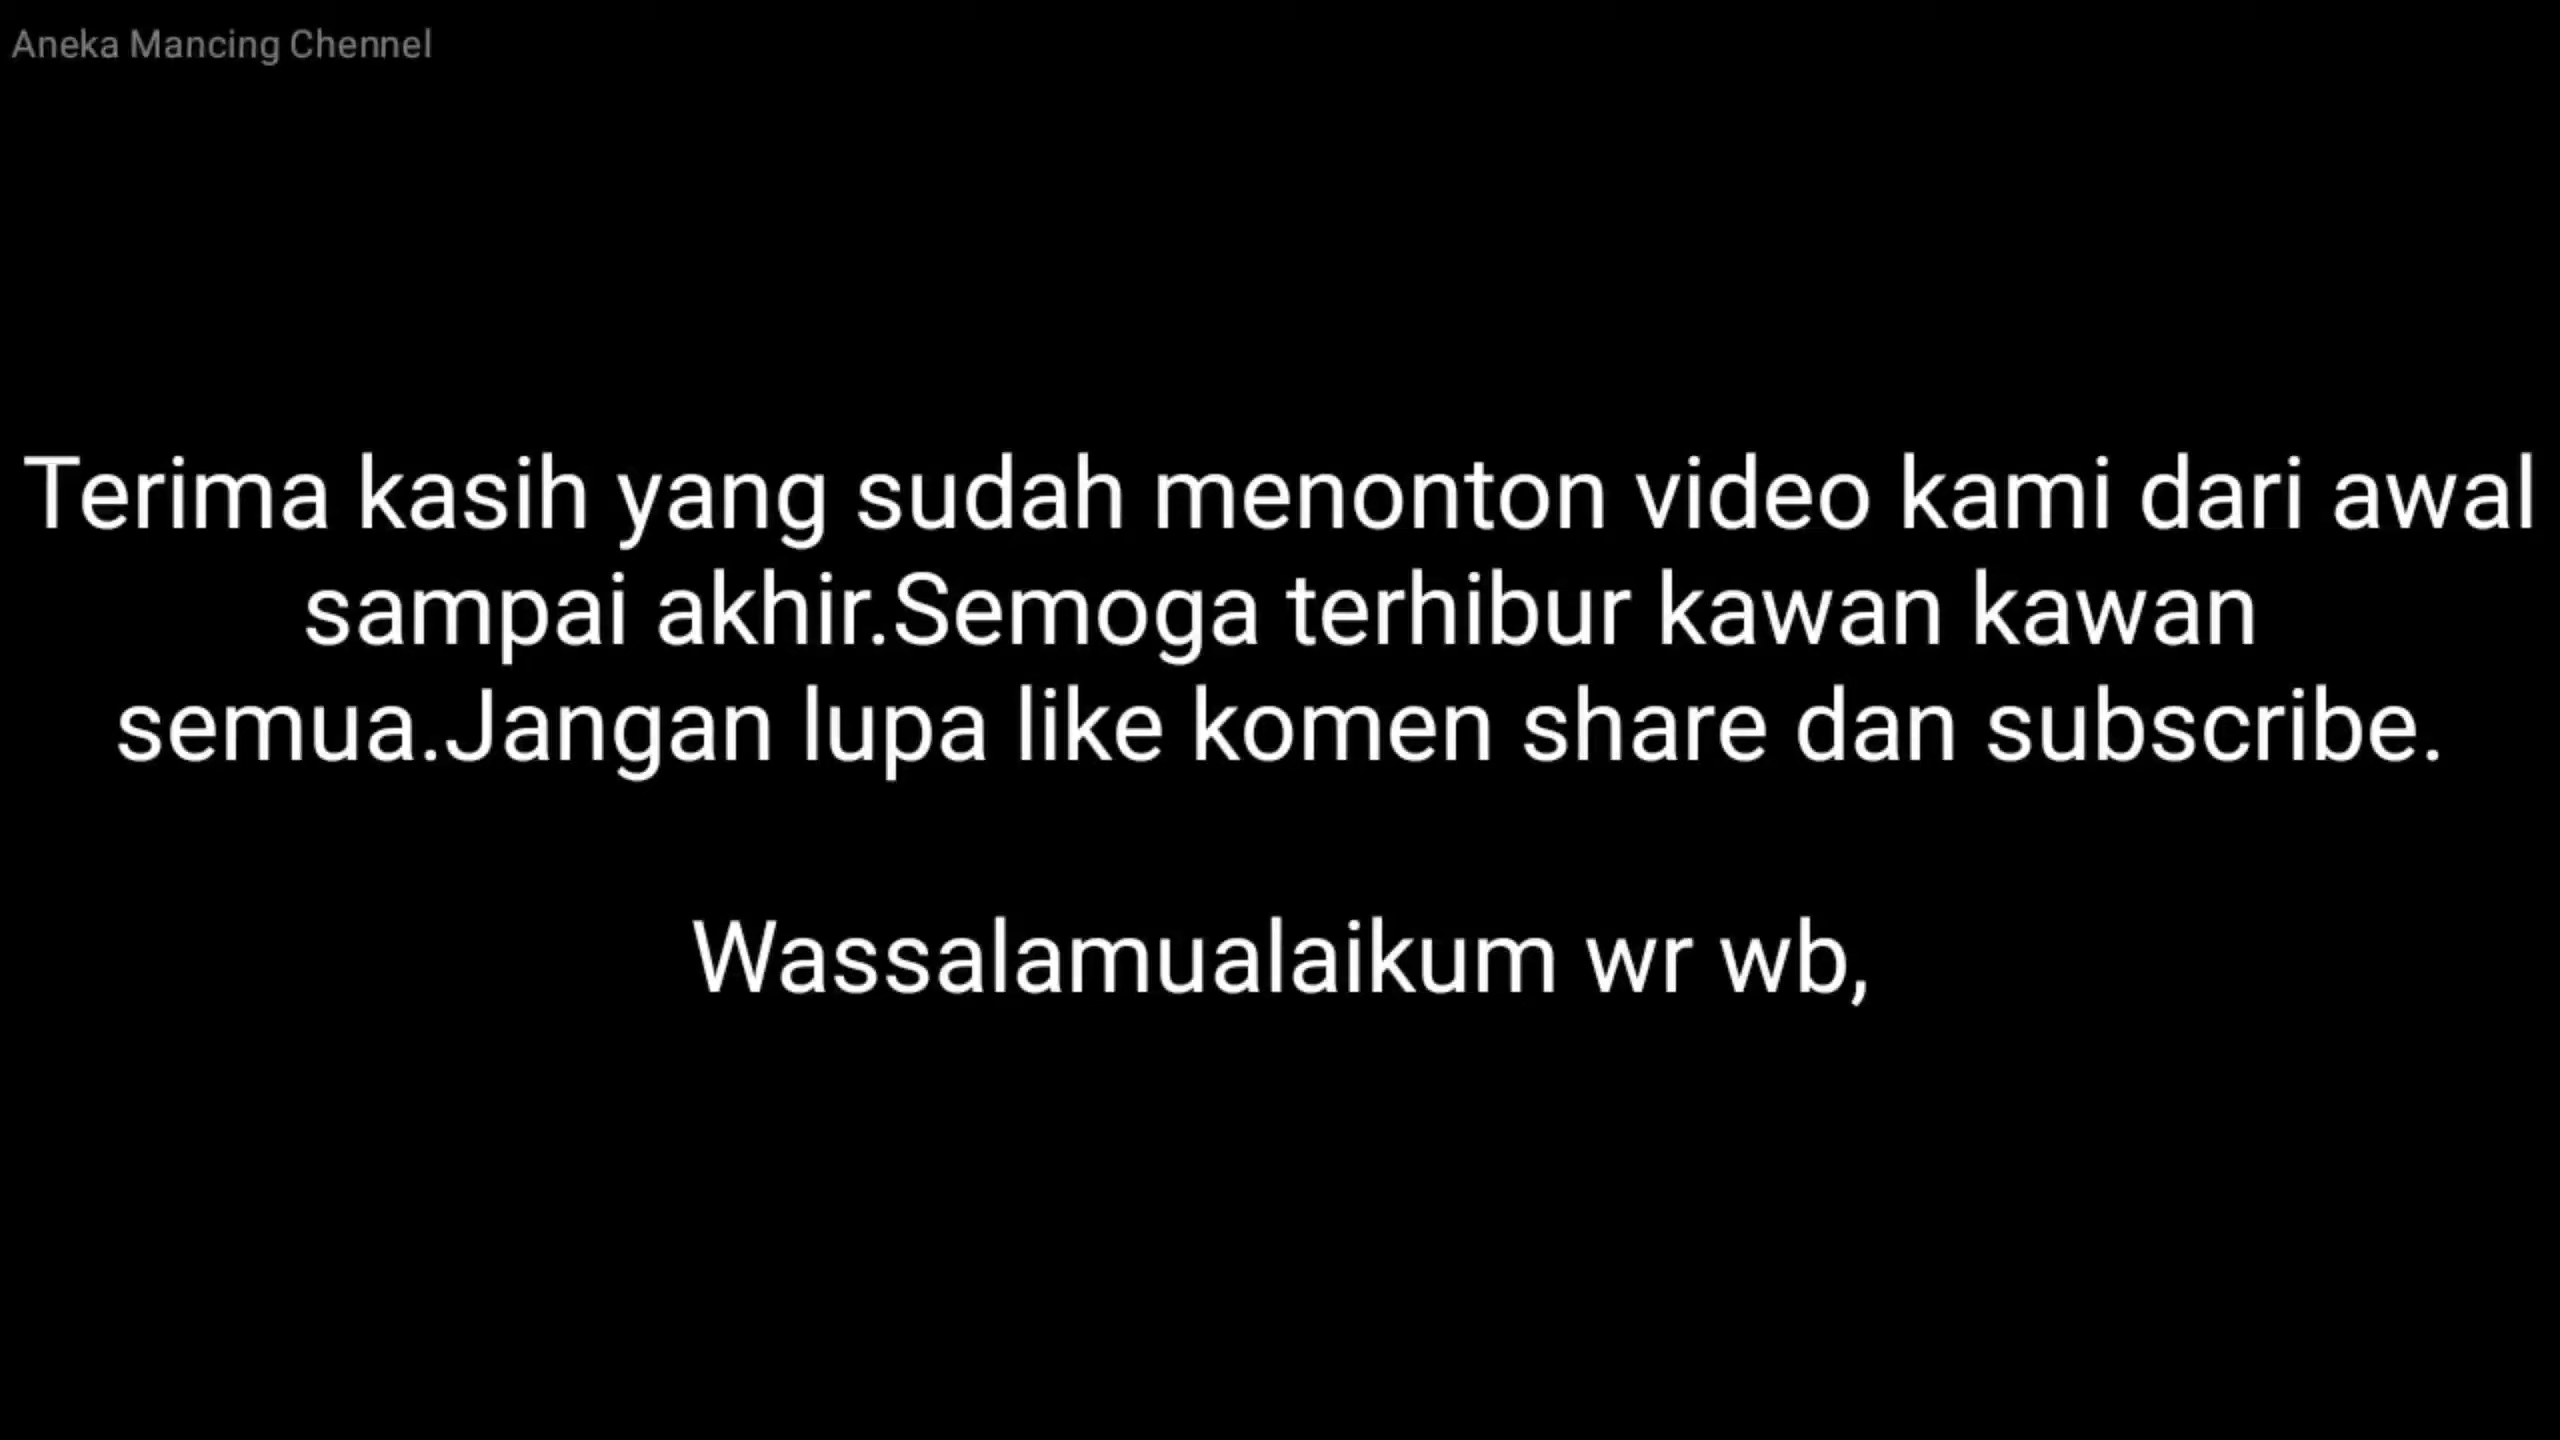 Aneka Mancing Chennel
Terima kasih yang sudah menonton video kami dari awal
sampai akhir.Semoga terhibur kawan kawan
semua.Jangan lupa like komen share dan subscribe.
Wassalamualaikum wr wb,